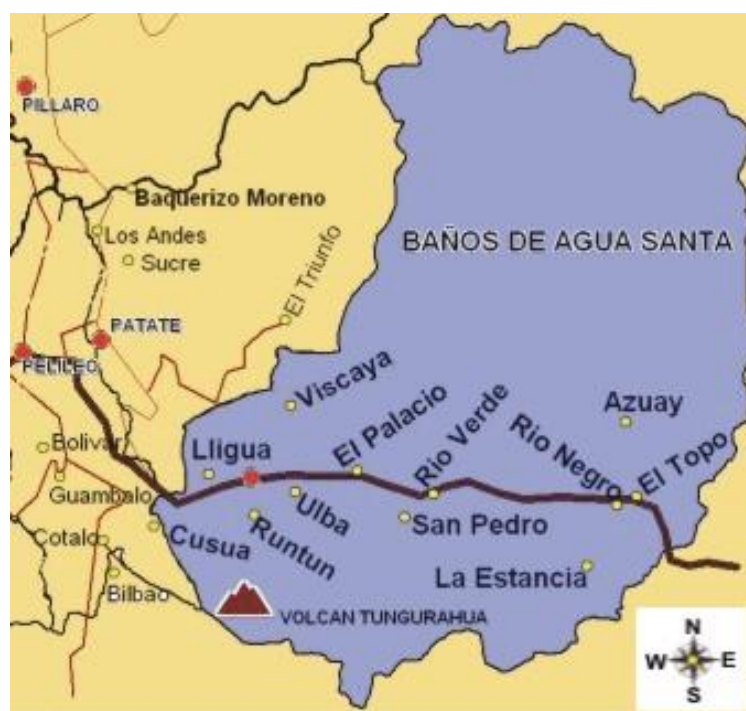 PILLARO
Baquerizo Moreno
Los Andes
Sucre
BAÑOS DE AGUA SANTA
El Triunfo
PATATE
PELILEO
Viscaya
Azuay
El Palacio
Rio Verde
Rio Negro
El Topo
Bolivar
Lligua
Guambalo
Ulba
San Pedro
Cusua
Runtun
Cotalo
La Estancia
Bilbao
VOLCAN TUNGURAHUA
N
W E
S